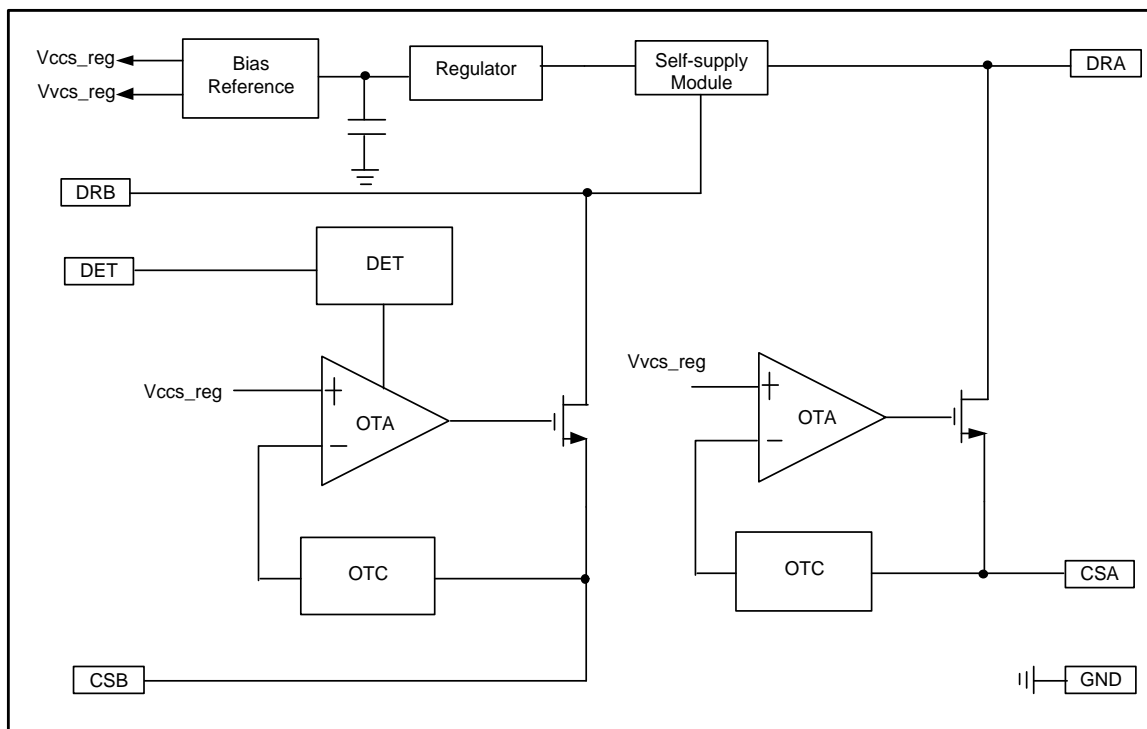 Vccs_reg
Vvcs_reg
Bias
Reference
Regulator
Self-supply
Module
DRA
DRB
DET
DET
Vccs_reg
+
OTA
−
Vvcs_reg
+
OTA
−
OTC
OTC
CSA
CSB
GND